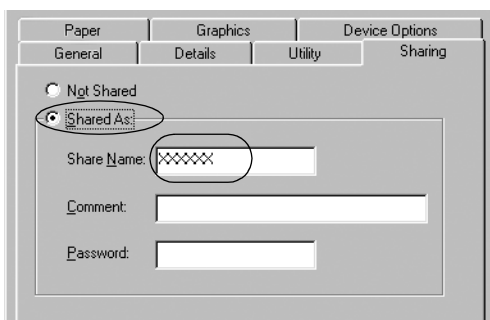 Paper Graphics Device Options
General Details Utility Sharing
Not Shared
Shared As:
Share Name: XXXXXX
Comment:
Password: